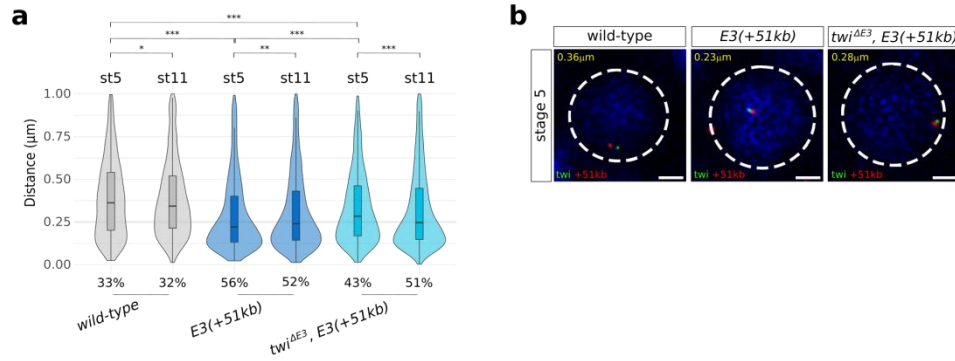 a
***
*** ***
* ** ***
st5 st11 st5 st11 st5 st11
1.00
0.75
0.50
0.25
0.00
Distance (μm)
33% 32% 56% 52% 43% 51%
wild-type
E3(+51kb)
twiΔE3, E3(+51kb)
b
wild-type E3(+51kb) twiΔE3, E3(+51kb)
stage 5
0.36μm 0.23μm 0.28μm
twi +51kb twi +51kb twi +51kb